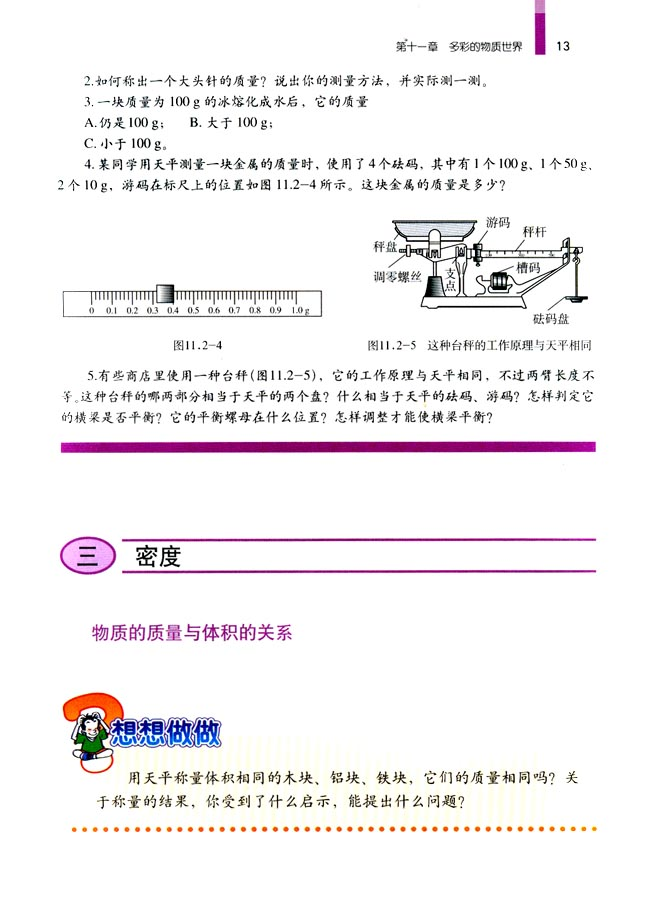 第十一章 多彩的物质世界 13
2.如何称出一个大头针的质量?说出你的测量方法,并实际测一测。
3.一块质量为100 g的冰熔化成水后,它的质量
A.仍是100 g; B.大于100 g;
C.小于100 g。
4.某同学用天平测量一块金属的质量时,使用了4个砝码,其中有1个100 g、1个50 g、
2个10 g,游码在标尺上的位置如图11.2-4所示。这块金属的质量是多少?
游码
秤杆
秤盘
调零螺丝
支点
槽码
砝码盘
0 0.1 0.2 0.3 0.4 0.5 0.6 0.7 0.8 0.9 1.0 g
图11.2-4
图11.2-5 这种台秤的工作原理与天平相同
5.有些商店里使用一种台秤(图11.2-5),它的工作原理与天平相同,不过两臂长度不
等。这种台秤的哪两部分相当于天平的两个盘?什么相当于天平的砝码、游码?怎样判定它
的横梁是否平衡?它的平衡螺母在什么位置?怎样调整才能使横梁平衡?
三 密度
物质的质量与体积的关系
想想做做
用天平称量体积相同的木块、铝块、铁块,它们的质量相同吗?关
于称量的结果,你受到了什么启示,能提出什么问题?